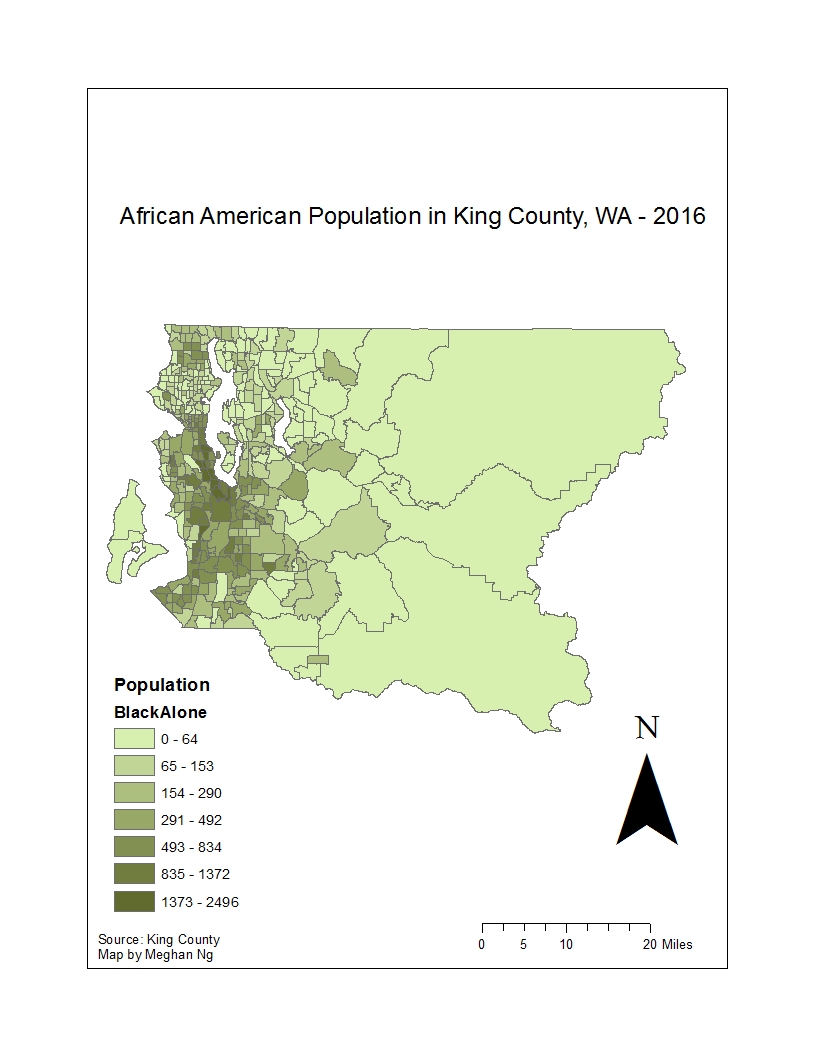 African American Population in King County, WA - 2016
Population
BlackAlone
0 - 64
65 - 153
154 - 290
291 - 492
493 - 834
835 - 1372
1373 - 2496
N
0 5 10 20 Miles
Source: King County
Map by Meghan Ng